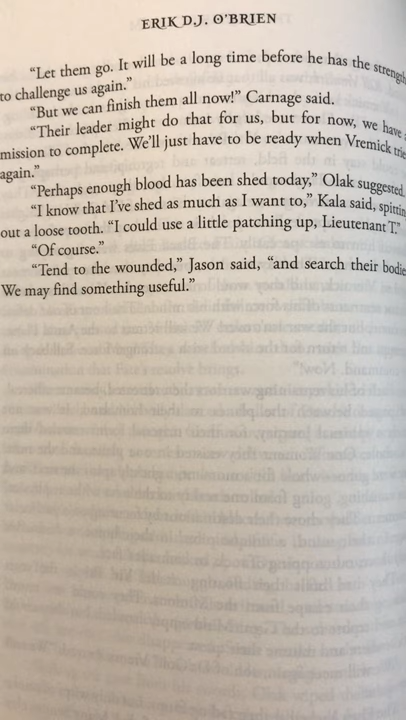 ERIK D.J. O'BRIEN
“Let them go. It will be a long time before he has the strength
to challenge us again.”
“But we can finish them all now!” Carnage said.
“Their leader might do that for us, but for now, we have a
mission to complete. We'll just have to be ready when Vremick trie
again.”
“Perhaps enough blood has been shed today,” Olak suggested.
“I know that I've shed as much as I want to,” Kala said, spittin
out a loose tooth. “I could use a little patching up, Lieutenant T.”
“Of course.”
“Tend to the wounded,” Jason said, “and search their bodie
We may find something useful.”